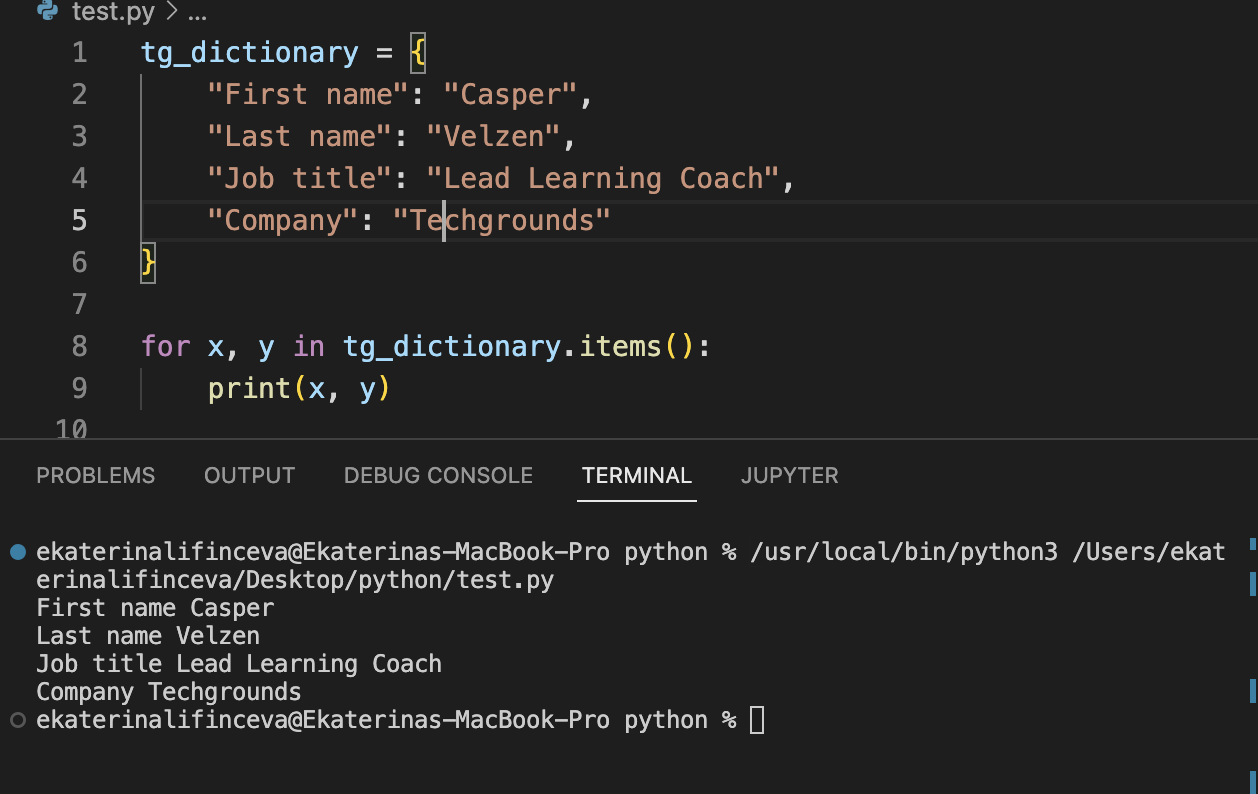 test.py > ...
1 tg_dictionary = {
2     "First name": "Casper",
3     "Last name": "Velzen",
4     "Job title": "Lead Learning Coach",
5     "Company": "Techgrounds"
6 }
7
8 for x, y in tg_dictionary.items():
9     print(x, y)
10
PROBLEMS OUTPUT DEBUG CONSOLE TERMINAL JUPYTER
ekaterinalifinceva@Ekaterinas-MacBook-Pro python % /usr/local/bin/python3 /Users/ekat
erinalifinceva/Desktop/python/test.py
First name Casper
Last name Velzen
Job title Lead Learning Coach
Company Techgrounds
ekaterinalifinceva@Ekaterinas-MacBook-Pro python %